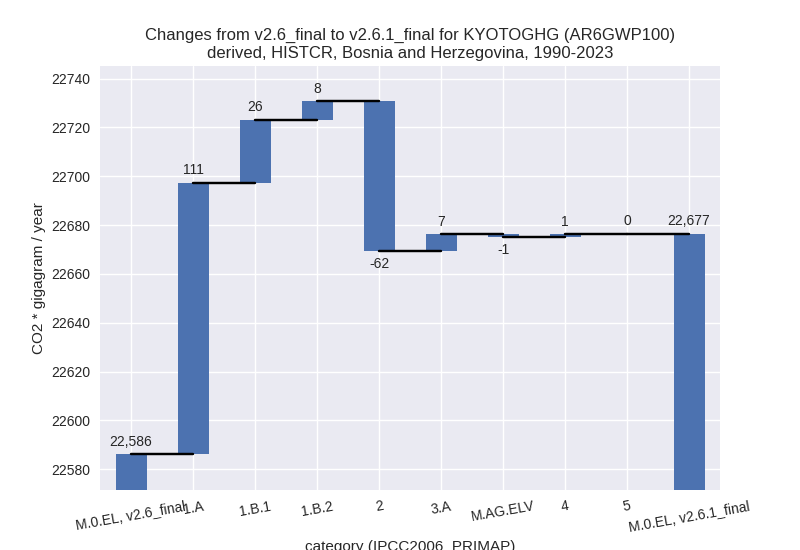 Changes from v2.6_final to v2.6.1_final for KYOTOGHG (AR6GWP100)
derived, HISTCR, Bosnia and Herzegovina, 1990-2023
CO2 * gigagram / year
22740
22720
22700
22680
22660
22640
22620
22600
22580
22,586
111
26
8
-62
7
-1
1
0
22,677
M.0.EL, v2.6_final
1.A
1.B.1
1.B.2
2
3.A
M.AG.ELV
4
5
M.0.EL, v2.6.1_final
category (IPCC2006_PRIMAP)